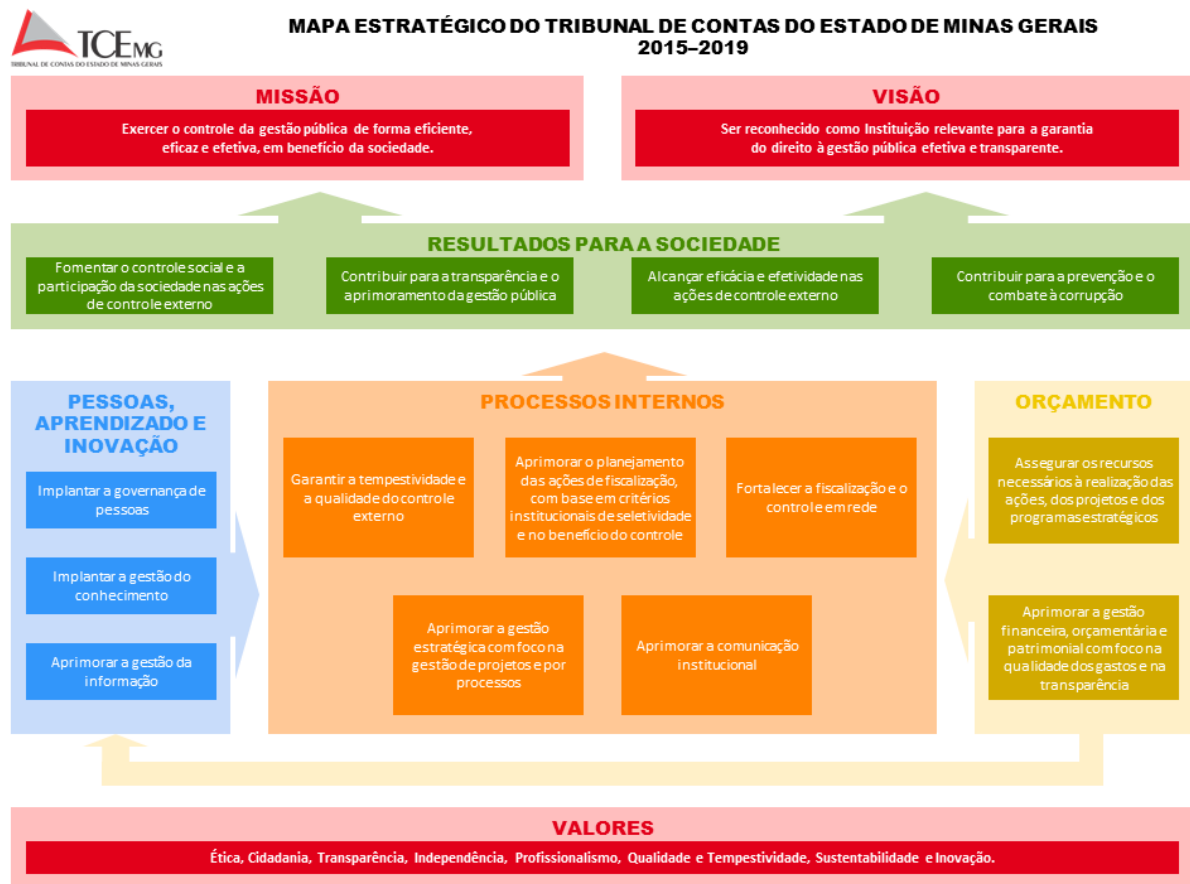 TCEMG
TRIBUNAL DE CONTAS DO ESTADO DE MINAS GERAIS
MAPA ESTRATÉGICO DO TRIBUNAL DE CONTAS DO ESTADO DE MINAS GERAIS
2015–2019
MISSÃO
Exercer o controle da gestão pública de forma eficiente,
eficaz e efetiva, em benefício da sociedade.
VISÃO
Ser reconhecido como Instituição relevante para a garantia
do direito à gestão pública efetiva e transparente.
RESULTADOS PARA A SOCIEDADE
Fomentar o controle social e a
participação da sociedade nas ações
de controle externo
Contribuir para a transparência e o
aprimoramento da gestão pública
Alcançar eficácia e efetividade nas
ações de controle externo
Contribuir para a prevenção e o
combate à corrupção
PESSOAS,
APRENDIZADO E
INOVAÇÃO
Implantar a governança de
pessoas
Implantar a gestão do
conhecimento
Aprimorar a gestão da
informação
PROCESSOS INTERNOS
Garantir a tempestividade e
a qualidade do controle
externo
Aprimorar o planejamento
das ações de fiscalização,
com base em critérios
institucionais de seletividade
e no benefício do controle
Fortalecer a fiscalização e o
controle em rede
Aprimorar a gestão
estratégica com foco na
gestão de projetos e por
processos
Aprimorar a comunicação
institucional
ORÇAMENTO
Assegurar os recursos
necessários à realização das
ações, dos projetos e dos
programas estratégicos
Aprimorar a gestão
financeira, orçamentária e
patrimonial com foco na
qualidade dos gastos e na
transparência
VALORES
Ética, Cidadania, Transparência, Independência, Profissionalismo, Qualidade e Tempestividade, Sustentabilidade e Inovação.